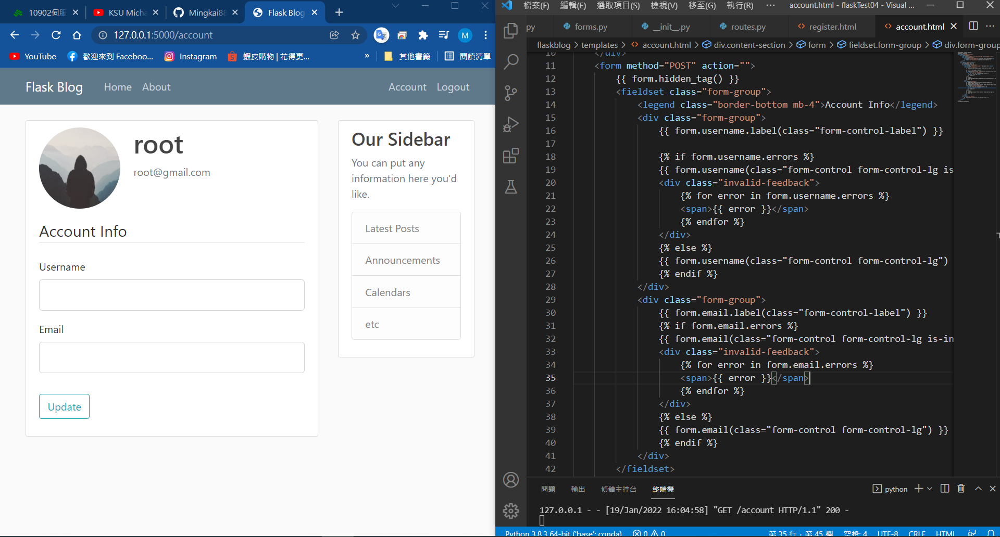 10902伺服
KSU Micha
Mingkai88
Flask Blog
127.0.0.1:5000/account
M
YouTube
歡迎來到 Faceboo...
Instagram
蝦皮購物 | 花得更...
»
其他書籤
閱讀清單
Flask Blog
Home
About
Account
Logout
root
root@gmail.com
Account Info
Username
Email
Update
Our Sidebar
You can put any
information here you'd
like.
Latest Posts
Announcements
Calendars
etc
檔案(F) 編輯(E) 選取項目(S) 檢視(V) 移至(G) 執行(R) ··· account.html - flaskTest04 - Visual ...
py forms.py __init__.py routes.py register.html account.html
flaskblog > templates > account.html > div.content-section > form > fieldset.form-group > div.form-group
10 </div>
11 <form method="POST" action="">
12 {{ form.hidden_tag() }}
13 <fieldset class="form-group">
14 <legend class="border-bottom mb-4">Account Info</legend>
15 <div class="form-group">
16 {{ form.username.label(class="form-control-label") }}
17
18 {% if form.username.errors %}
19 {{ form.username(class="form-control form-control-lg is
20 <div class="invalid-feedback">
21 {% for error in form.username.errors %}
22 <span>{{ error }}</span>
23 {% endfor %}
24 </div>
25 {% else %}
26 {{ form.username(class="form-control form-control-lg")
27 {% endif %}
28 </div>
29 <div class="form-group">
30 {{ form.email.label(class="form-control-label") }}
31 {% if form.email.errors %}
32 {{ form.email(class="form-control form-control-lg is-in
33 <div class="invalid-feedback">
34 {% for error in form.email.errors %}
35 <span>{{ error }}</span>
36 {% endfor %}
37 </div>
38 {% else %}
39 {{ form.email(class="form-control form-control-lg") }}
40 {% endif %}
41 </div>
42 </fieldset>
問題 輸出 偵錯主控台 終端機 python
127.0.0.1 - - [19/Jan/2022 16:04:58] "GET /account HTTP/1.1" 200 -
Python 3.8.3 64-bit ('base': conda) 0 0 第 35 行，第 45 欄 空格: 4 UTF-8 CRLF HTML